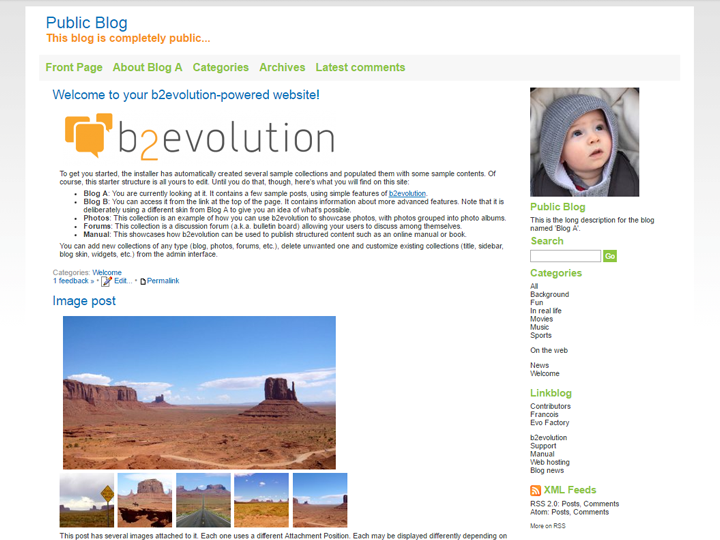 Public Blog
This blog is completely public...
Front Page About Blog A Categories Archives Latest comments
Welcome to your b2evolution-powered website!
b2evolution
To get you started, the installer has automatically created several sample collections and populated them with some sample contents. Of
course, this starter structure is all yours to edit. Until you do that, though, here's what you will find on this site:
• Blog A: You are currently looking at it. It contains a few sample posts, using simple features of b2evolution.
• Blog B: You can access it from the link at the top of the page. It contains information about more advanced features. Note that it is
deliberately using a different skin from Blog A to give you an idea of what's possible.
• Photos: This collection is an example of how you can use b2evolution to showcase photos, with photos grouped into photo albums.
• Forums: This collection is a discussion forum (a.k.a. bulletin board) allowing your users to discuss among themselves.
• Manual: This showcases how b2evolution can be used to publish structured content such as an online manual or book.
You can add new collections of any type (blog, photos, forums, etc.), delete unwanted one and customize existing collections (title, sidebar,
blog skin, widgets, etc.) from the admin interface.
Categories: Welcome
1 feedback » • Edit... • Permalink
Image post
This post has several images attached to it. Each one uses a different Attachment Position. Each may be displayed differently depending on
Public Blog
This is the long description for the blog
named 'Blog A'.
Search
Go
Categories
All
Background
Fun
In real life
Movies
Music
Sports
On the web
News
Welcome
Linkblog
Contributors
Francois
Evo Factory
b2evolution
Support
Manual
Web hosting
Blog news
XML Feeds
RSS 2.0: Posts, Comments
Atom: Posts, Comments
More on RSS